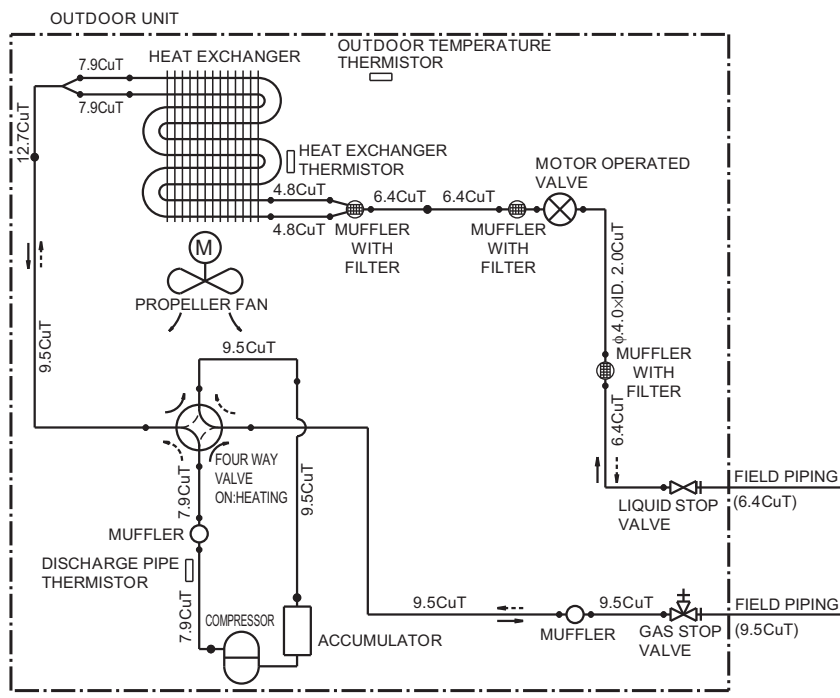 OUTDOOR UNIT
HEAT EXCHANGER
OUTDOOR TEMPERATURE
THERMISTOR
7.9CuT
7.9CuT
12.7CuT
HEAT EXCHANGER
THERMISTOR
MOTOR OPERATED
VALVE
4.8CuT
6.4CuT
6.4CuT
4.8CuT
MUFFLER
WITH
FILTER
MUFFLER
WITH
FILTER
M
PROPELLER FAN
ϕ.4.0×ID. 2.0CuT
9.5CuT
9.5CuT
MUFFLER
WITH
FILTER
6.4CuT
FOUR WAY
VALVE
ON:HEATING
7.9CuT
9.5CuT
FIELD PIPING
(6.4CuT)
LIQUID STOP
VALVE
MUFFLER
DISCHARGE PIPE
THERMISTOR
7.9CuT
COMPRESSOR
ACCUMULATOR
9.5CuT
9.5CuT
MUFFLER
GAS STOP
VALVE
FIELD PIPING
(9.5CuT)